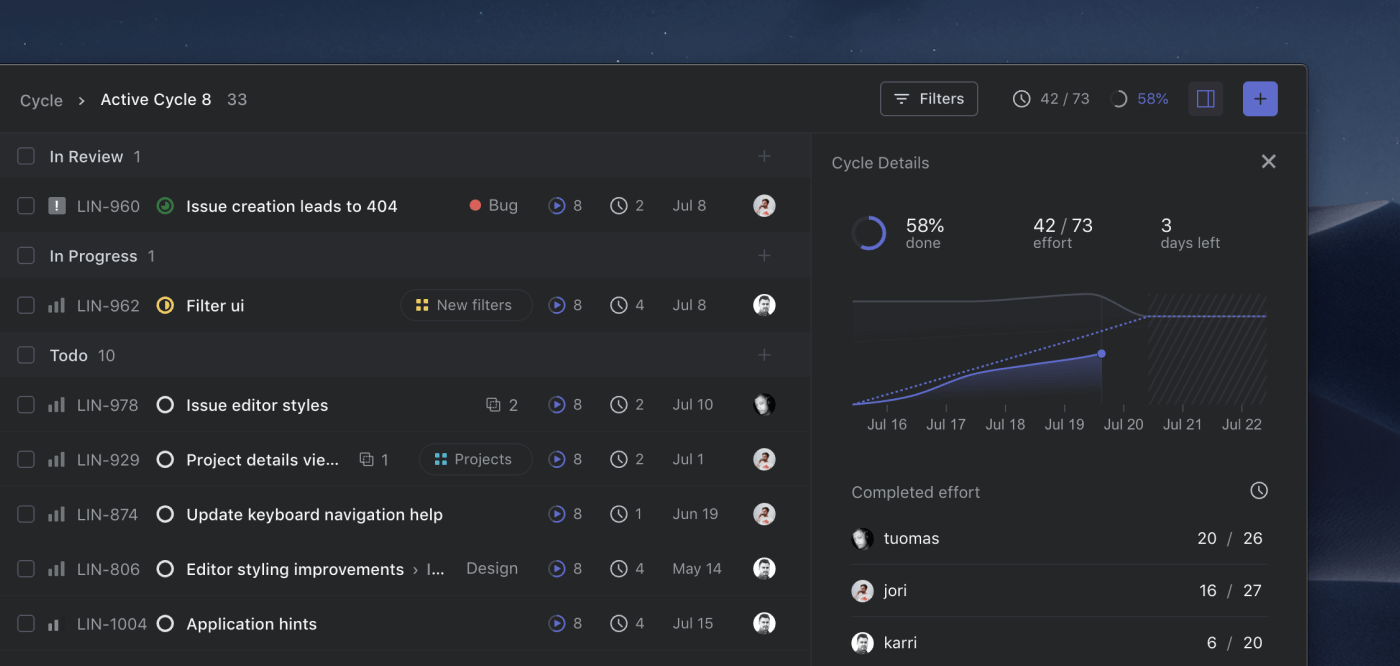 Cycle › Active Cycle 8 33
Filters 42 / 73 58% +
In Review 1 +
! LIN-960 Issue creation leads to 404 Bug 8 2 Jul 8
In Progress 1 +
LIN-962 Filter ui New filters 8 4 Jul 8
Todo 10 +
LIN-978 Issue editor styles 2 8 2 Jul 10
LIN-929 Project details vie... 1 Projects 8 2 Jul 1
LIN-874 Update keyboard navigation help 8 1 Jun 19
LIN-806 Editor styling improvements › I... Design 8 4 May 14
LIN-1004 Application hints 8 4 Jul 15
Cycle Details
58% 42 / 73 3
done effort days left
Jul 16 Jul 17 Jul 18 Jul 19 Jul 20 Jul 21 Jul 22
Completed effort
tuomas 20 / 26
jori 16 / 27
karri 6 / 20